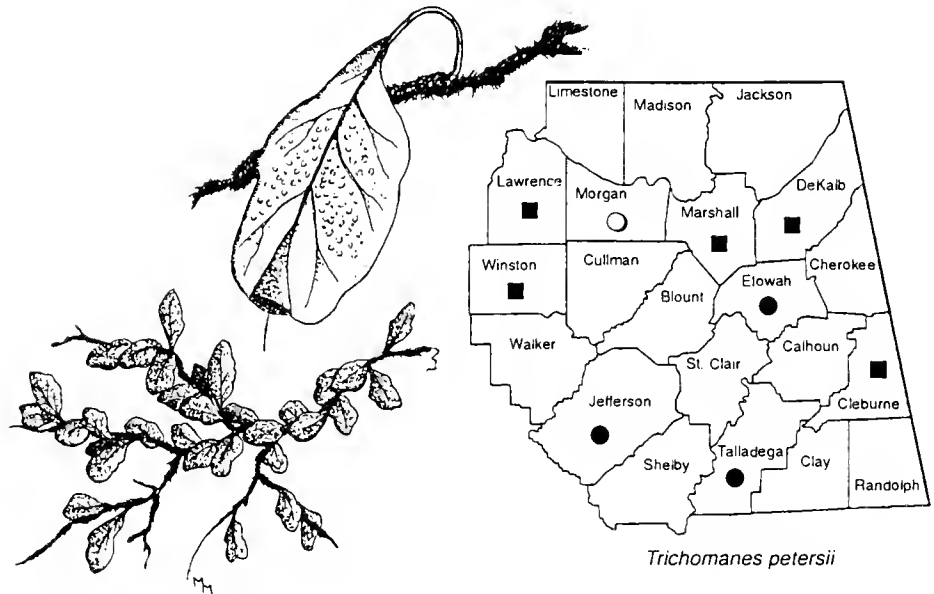 Limestone
Madison
Jackson
Lawrence
Morgan
Marshall
DeKalb
Winston
Cullman
Blount
Etowah
Cherokee
Walker
St. Clair
Calhoun
Jefferson
Cleburne
Shelby
Talladega
Clay
Randolph
Trichomanes petersii
MM